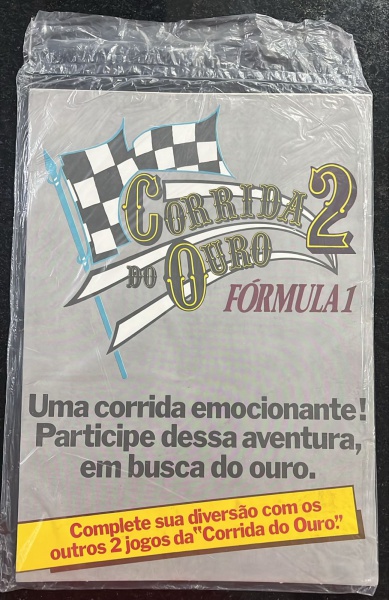 CORRIDA 2
DO OURO
FÓRMULA 1
Uma corrida emocionante!
Participe dessa aventura,
em busca do ouro.
Complete sua diversão com os
outros 2 jogos da "Corrida do Ouro".